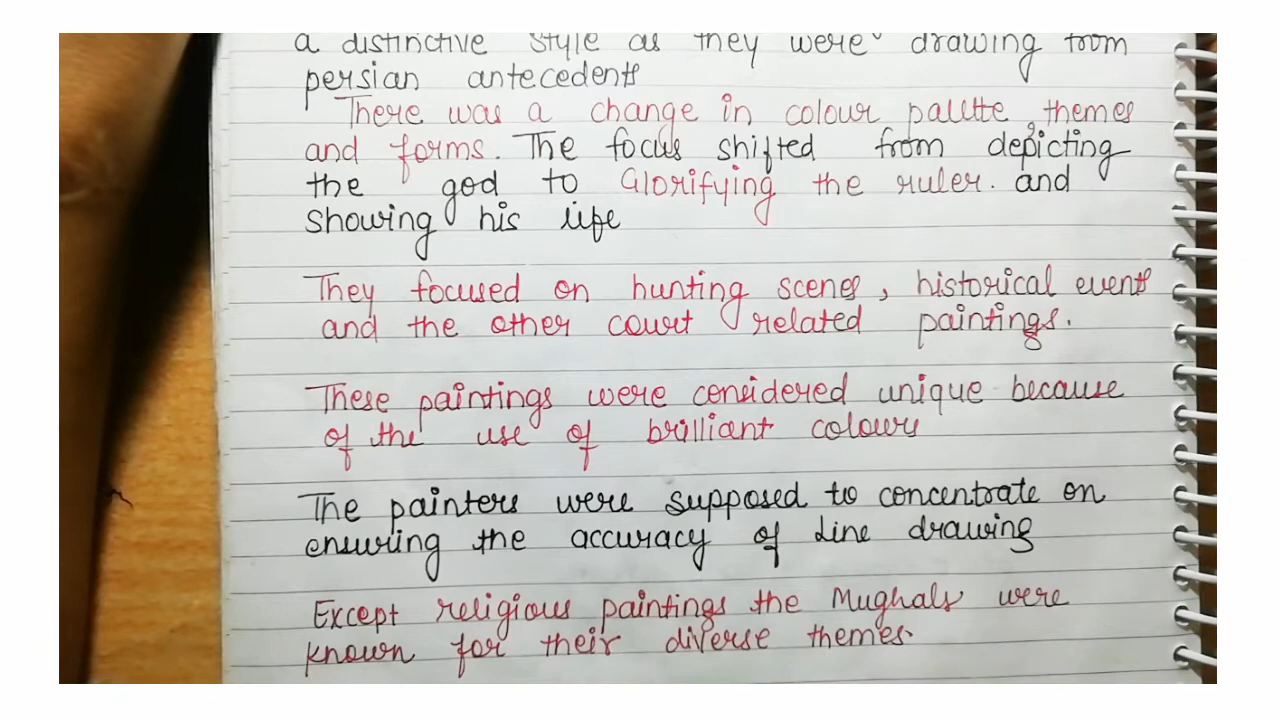 a distinctive style as they were drawing from
persian antecedents
There was a change in colour palette, themes
and forms. The focus shifted from depicting
the god to Glorifying the ruler. and
showing his life
They focused on hunting scenes, historical events
and the other court related paintings.
These paintings were considered unique because
of the use of brilliant colours
The painters were supposed to concentrate on
ensuring the accuracy of line drawing
Except religious paintings the Mughals were
known for their diverse themes.